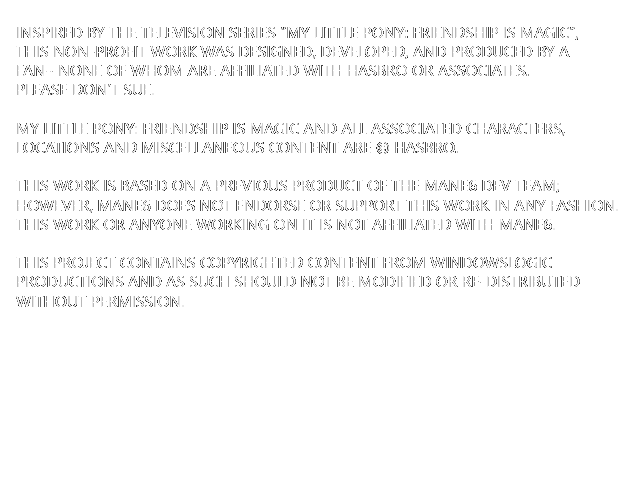 INSPIRED BY THE TELEVISION SERIES "MY LITTLE PONY: FRIENDSHIP IS MAGIC",
THIS NON-PROFIT WORK WAS DESIGNED, DEVELOPED, AND PRODUCED BY A
FAN - NONE OF WHOM ARE AFFILIATED WITH HASBRO OR ASSOCIATES.
PLEASE DON'T SUE.
MY LITTLE PONY: FRIENDSHIP IS MAGIC AND ALL ASSOCIATED CHARACTERS,
LOCATIONS AND MISCELLANEOUS CONTENT ARE © HASBRO.
THIS WORK IS BASED ON A PREVIOUS PRODUCT OF THE MANE6 DEV TEAM,
HOWEVER, MANE6 DOES NOT ENDORSE OR SUPPORT THIS WORK IN ANY FASHION.
THIS WORK OR ANYONE WORKING ON IT IS NOT AFFILIATED WITH MANE6.
THIS PROJECT CONTAINS COPYRIGHTED CONTENT FROM WINDOWSLOGIC
PRODUCTIONS AND AS SUCH SHOULD NOT BE MODIFIED OR RE-DISTRIBUTED
WITHOUT PERMISSION.